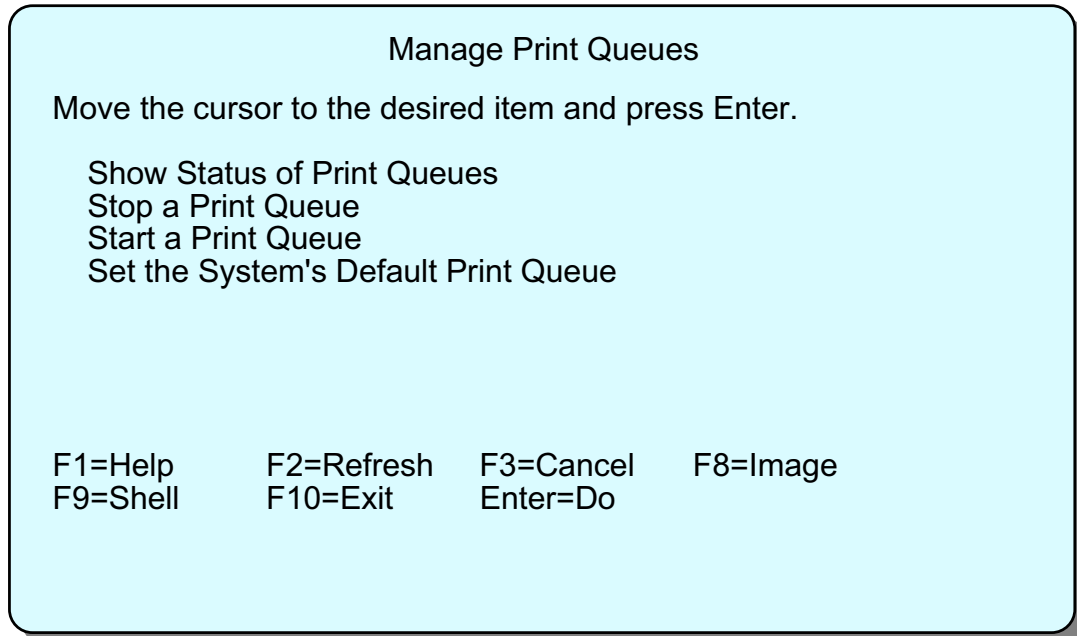 Manage Print Queues
Move the cursor to the desired item and press Enter.
Show Status of Print Queues
Stop a Print Queue
Start a Print Queue
Set the System's Default Print Queue
F1=Help F2=Refresh F3=Cancel F8=Image
F9=Shell F10=Exit Enter=Do